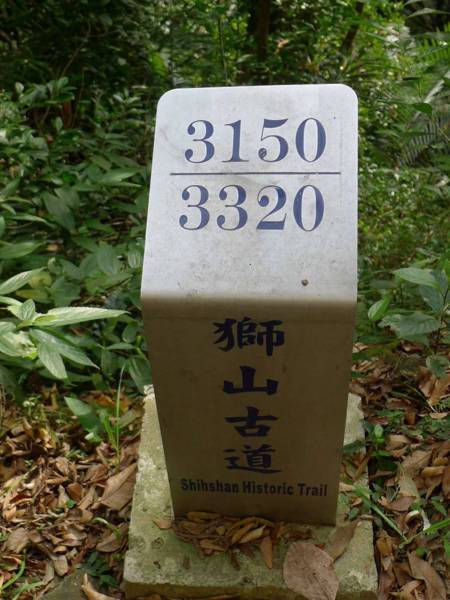 3150
3320
獅
山
古
道
Shihshan Historic Trail